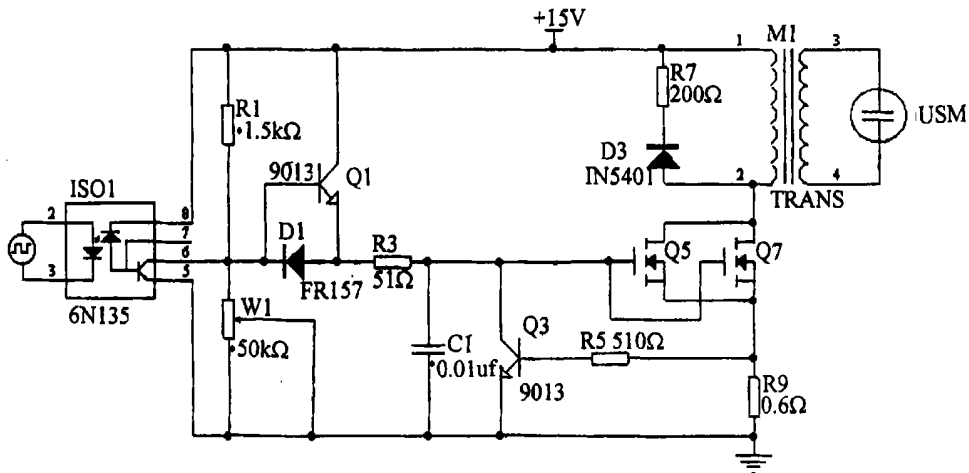 +15V
M1
1
3
R7
200Ω
R1
1.5kΩ
USM
D3
IN5401
9013
Q1
2
4
TRANS
ISO1
2
8
7
D1
R3
Q5
Q7
6
3
5
FR157
51Ω
6N135
W1
50kΩ
Q3
C1
0.01uf
R5 510Ω
9013
R9
0.6Ω